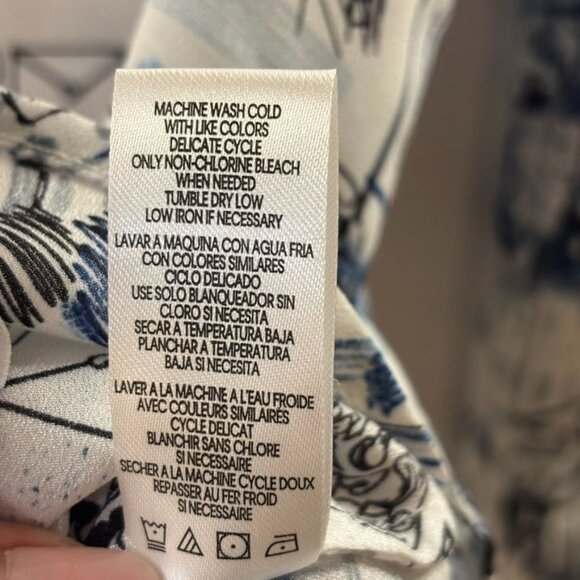 MACHINE WASH COLD
WITH LIKE COLORS
DELICATE CYCLE
ONLY NON-CHLORINE BLEACH
WHEN NEEDED
TUMBLE DRY LOW
LOW IRON IF NECESSARY
LAVAR A MAQUINA CON AGUA FRIA
CON COLORES SIMILARES
CICLO DELICADO
USE SOLO BLANQUEADOR SIN
CLORO SI NECESITA
SECAR A TEMPERATURA BAJA
PLANCHAR A TEMPERATURA
BAJA SI NECESITA
LAVER A LA MACHINE A L'EAU FROIDE
AVEC COULEURS SIMILAIRES
CYCLE DELICAT
BLANCHIR SANS CHLORE
SI NECESSAIRE
SECHER A LA MACHINE CYCLE DOUX
REPASSER AU FER FROID
SI NECESSAIRE